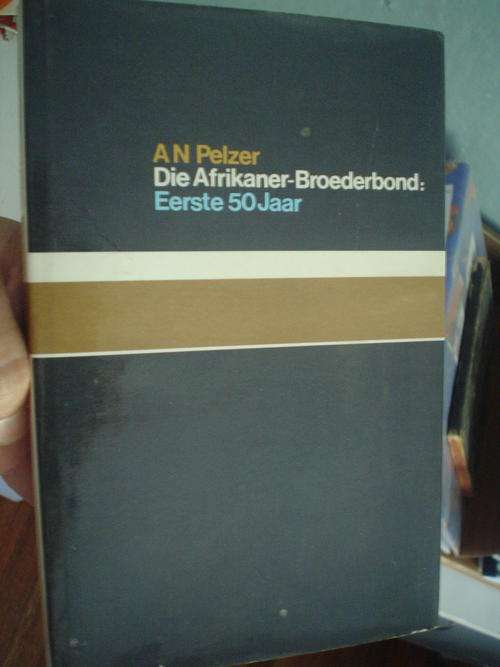 A N Pelzer
Die Afrikaner-Broederbond:
Eerste 50 Jaar